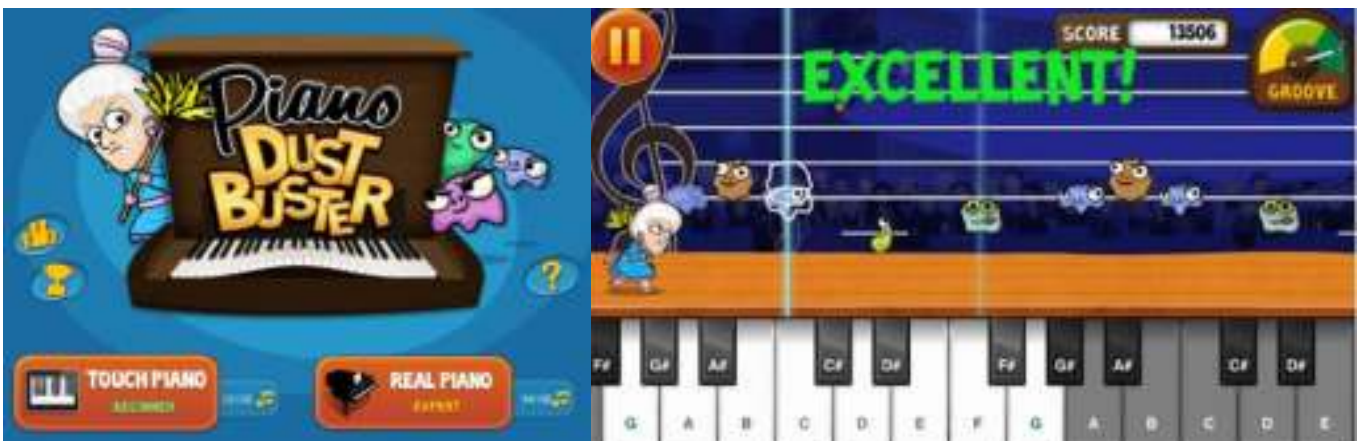 Piano
DUST
BUSTER
TOUCH PIANO
BEGINNER
REAL PIANO
EXPERT
?
SCORE 13506
EXCELLENT!
GROOVE
F# G# A# C# D# F# G# A# C# D#
G A B C D E F G A B C D E